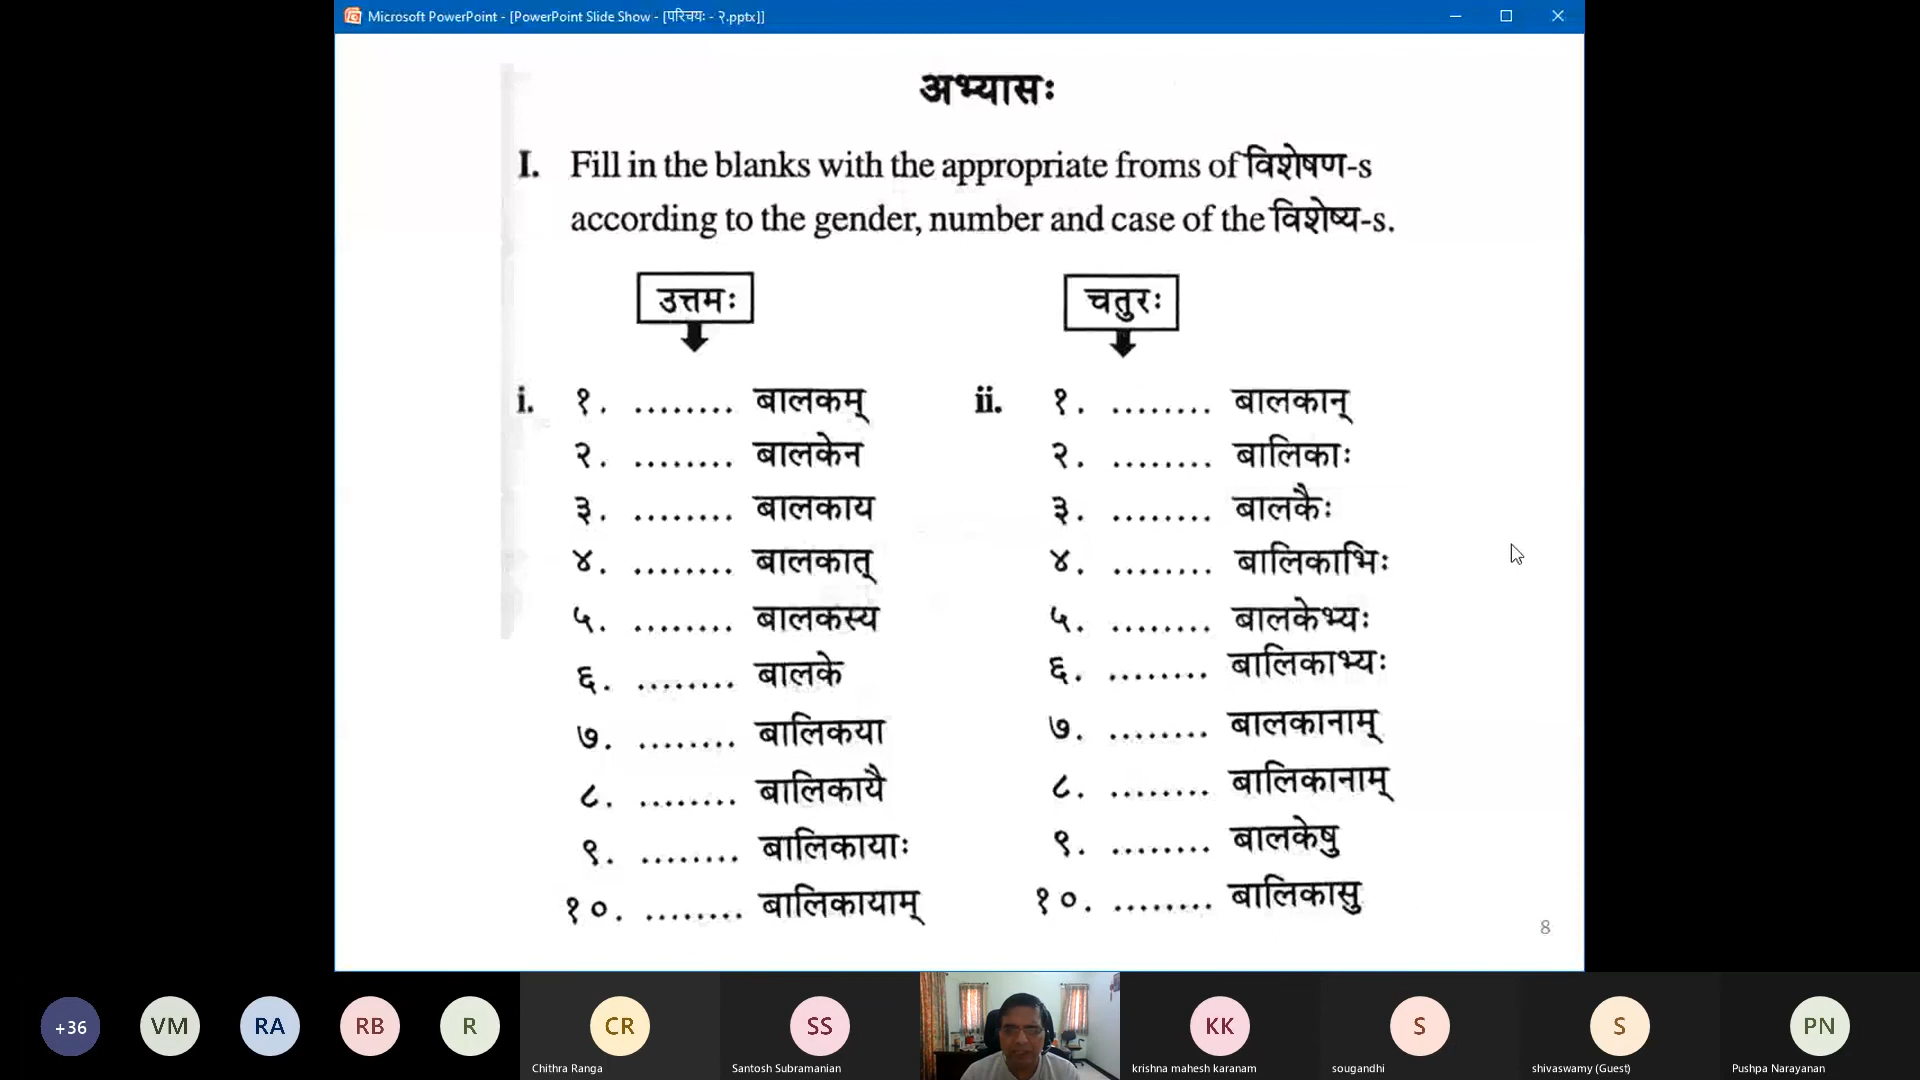 Microsoft PowerPoint - [PowerPoint Slide Show - [परिचयः - २.pptx]]
अभ्यासः
I. Fill in the blanks with the appropriate froms of विशेषण-s
according to the gender, number and case of the विशेष्य-s.
उत्तमः
चतुरः
i. १. ........ बालकम्
२. ........ बालकेन
३. ........ बालकाय
४. ........ बालकात्
५. ........ बालकस्य
६. ........ बालके
७. ........ बालिकया
८. ........ बालिकायै
९. ........ बालिकायाः
१०. ........ बालिकायाम्
ii. १. ........ बालकान्
२. ........ बालिकाः
३. ........ बालकैः
४. ........ बालिकाभिः
५. ........ बालकेभ्यः
६. ........ बालिकाभ्यः
७. ........ बालकानाम्
८. ........ बालिकानाम्
९. ........ बालकेषु
१०. ........ बालिकासु
8
+36
VM
RA
RB
R
CR
Chithra Ranga
SS
Santosh Subramanian
KK
krishna mahesh karanam
S
sougandhi
S
shivaswamy (Guest)
PN
Pushpa Narayanan